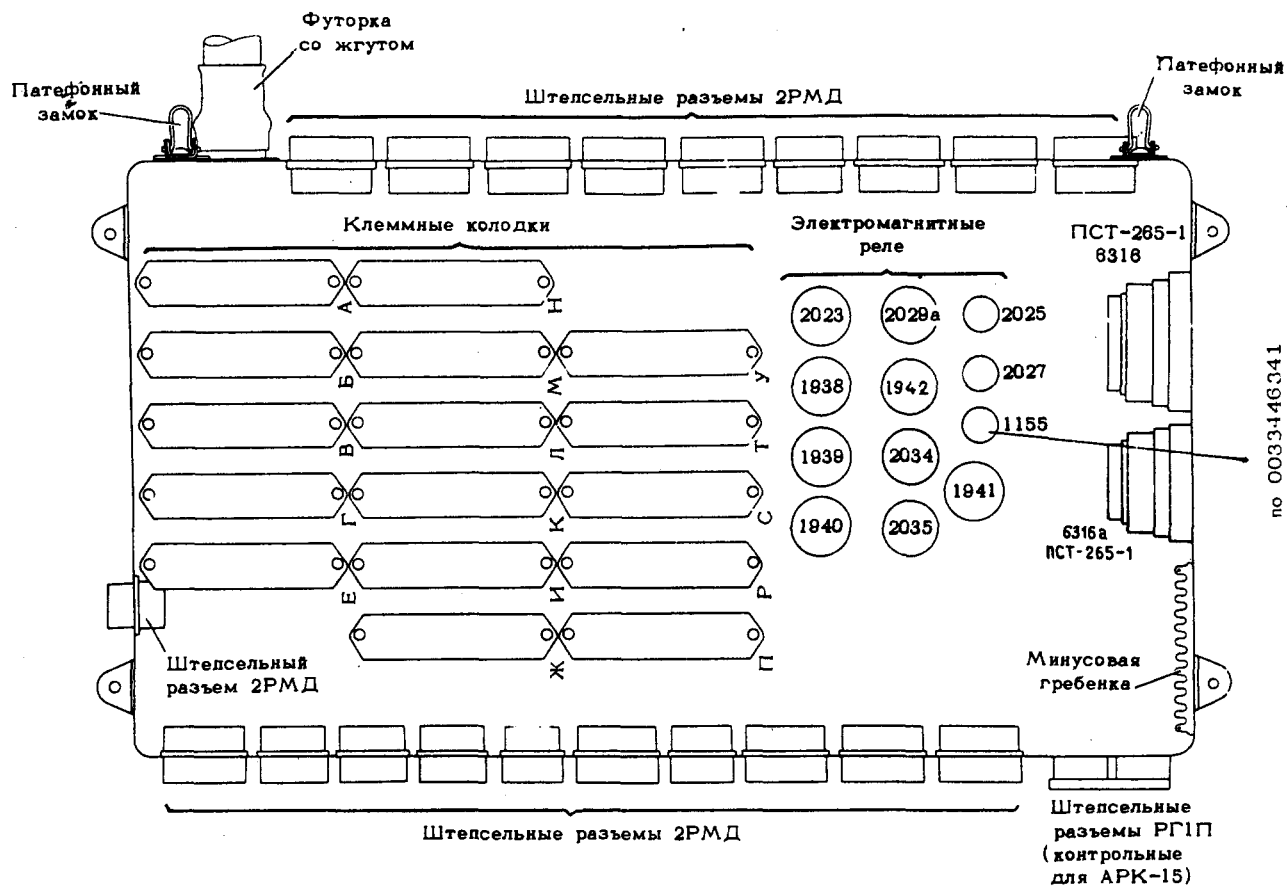 Футорка
со жгутом
Патефонный
замок
Штепсельные разъемы 2РМД
Патефонный
замок
Клеммные колодки
Электромагнитные
реле
ПСТ-265-1
6316
А
Н
2023
2029а
2025
Б
М
У
1938
1942
2027
В
Л
Т
1155
1939
2034
Г
К
С
1941
1940
2035
6316а
ПСТ-265-1
Е
И
Р
Ж
П
Штепсельный
разъем 2РМД
Минусовая
гребенка
Штепсельные разъемы 2РМД
Штепсельные
разъемы РГ1П
(контрольные
для АРК-15)
по 0033446341